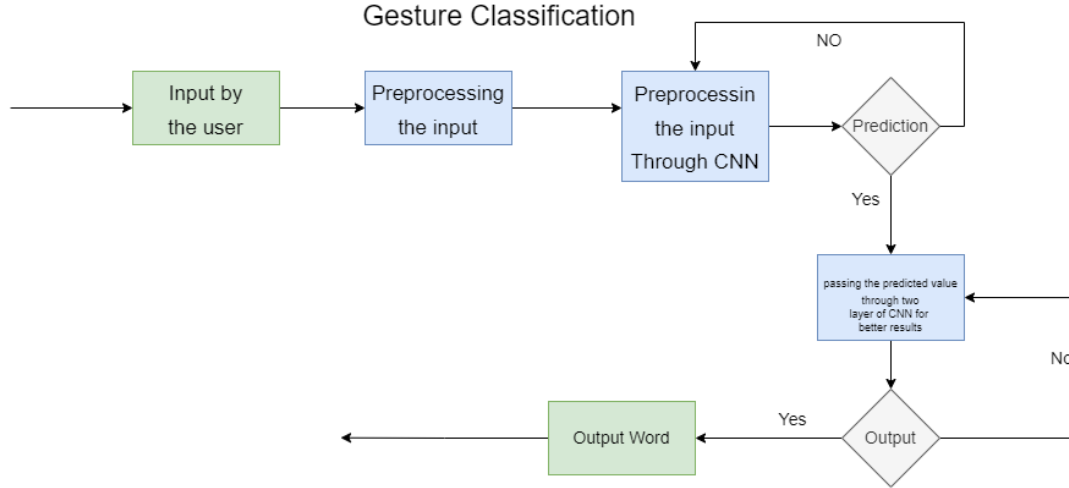 Gesture Classification
NO
Input by
the user
Preprocessing
the input
Preprocessin
the input
Through CNN
Prediction
Yes
passing the predicted value
through two
layer of CNN for
better results
No
Output Word
Yes
Output